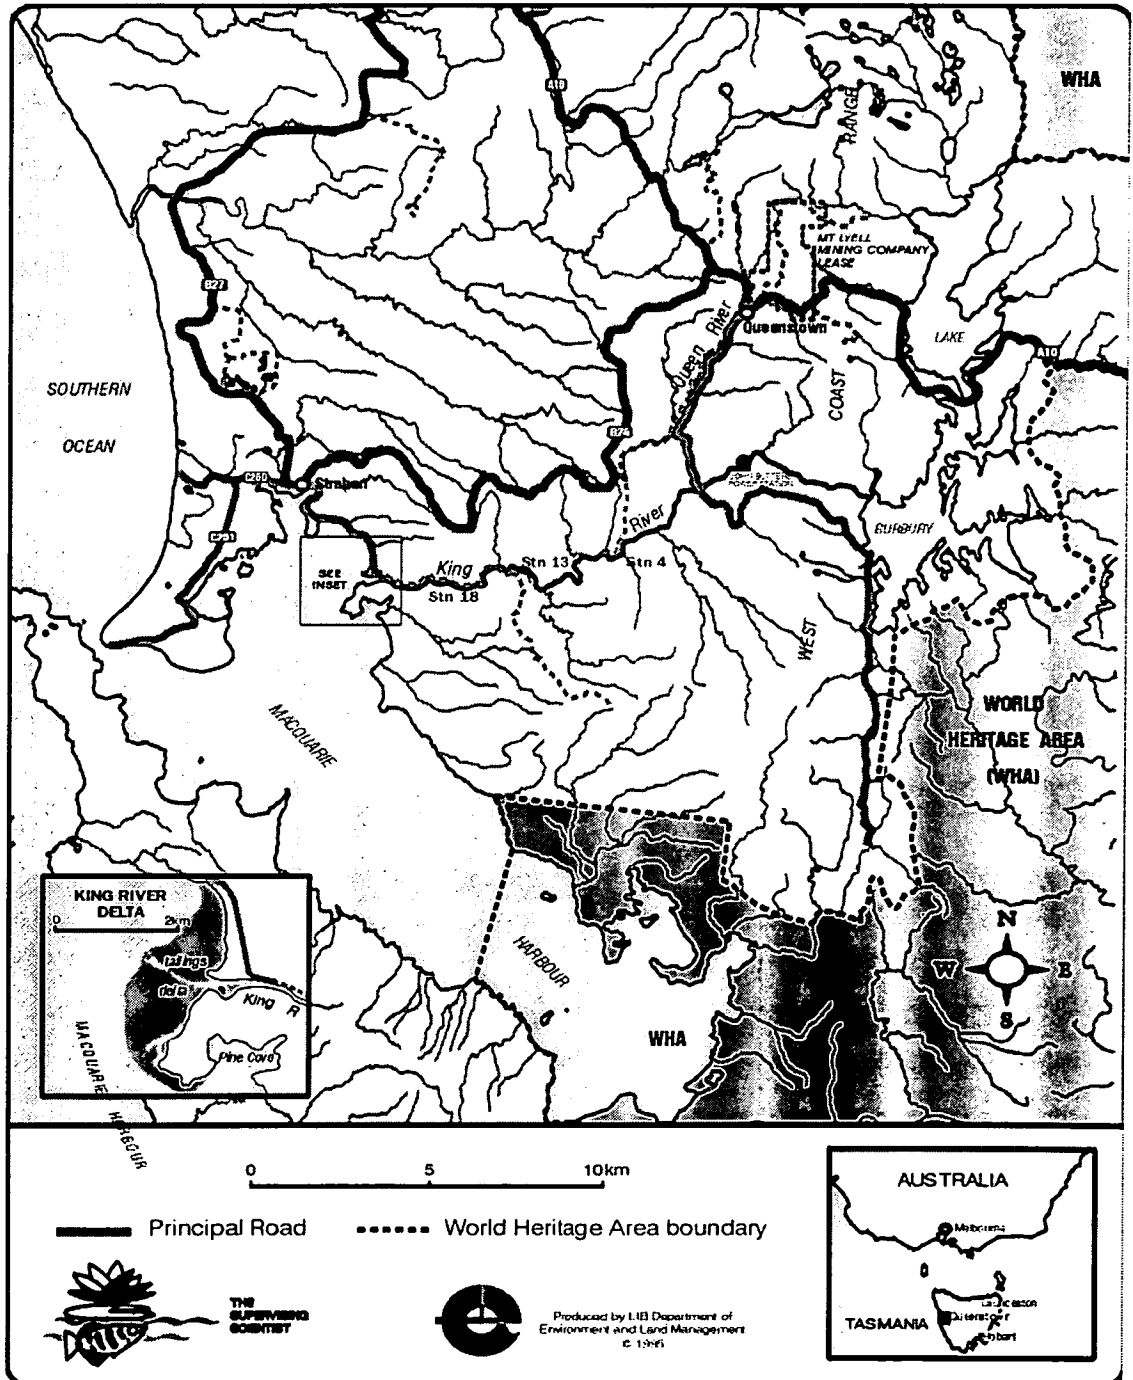 WHA
A10
RANGE
MT LYELL
MINING COMPANY
LEASE
B27
Queen River
Queenstown
LAKE
A10
SOUTHERN
OCEAN
COAST
B74
C250
Strahan
River
BURBURY
C251
SEE
INSET
King
Stn 13
Stn 4
Stn 18
WEST
MACQUARIE
WORLD
HERITAGE AREA
(WHA)
KING RIVER
DELTA
0 2km
tailings
delta
King R
Pine Cove
MACQUARIE HARBOUR
HARBOUR
WHA
N
W E
S
0 5 10km
Principal Road
World Heritage Area boundary
THE
SUPERVISING
SCIENTIST
Produced by LIB Department of
Environment and Land Management
© 1995
AUSTRALIA
Melbourne
Launceston
Queenstown
TASMANIA
Hobart